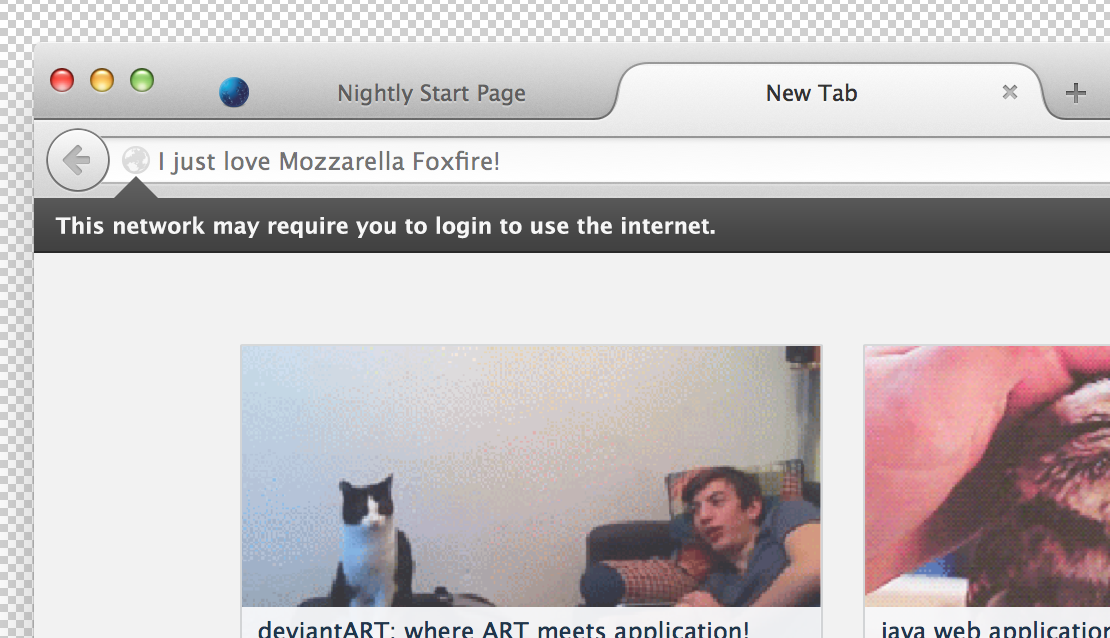 Nightly Start Page
New Tab
I just love Mozzarella Foxfire!
This network may require you to login to use the internet.
deviantART: where ART meets application!
java web application